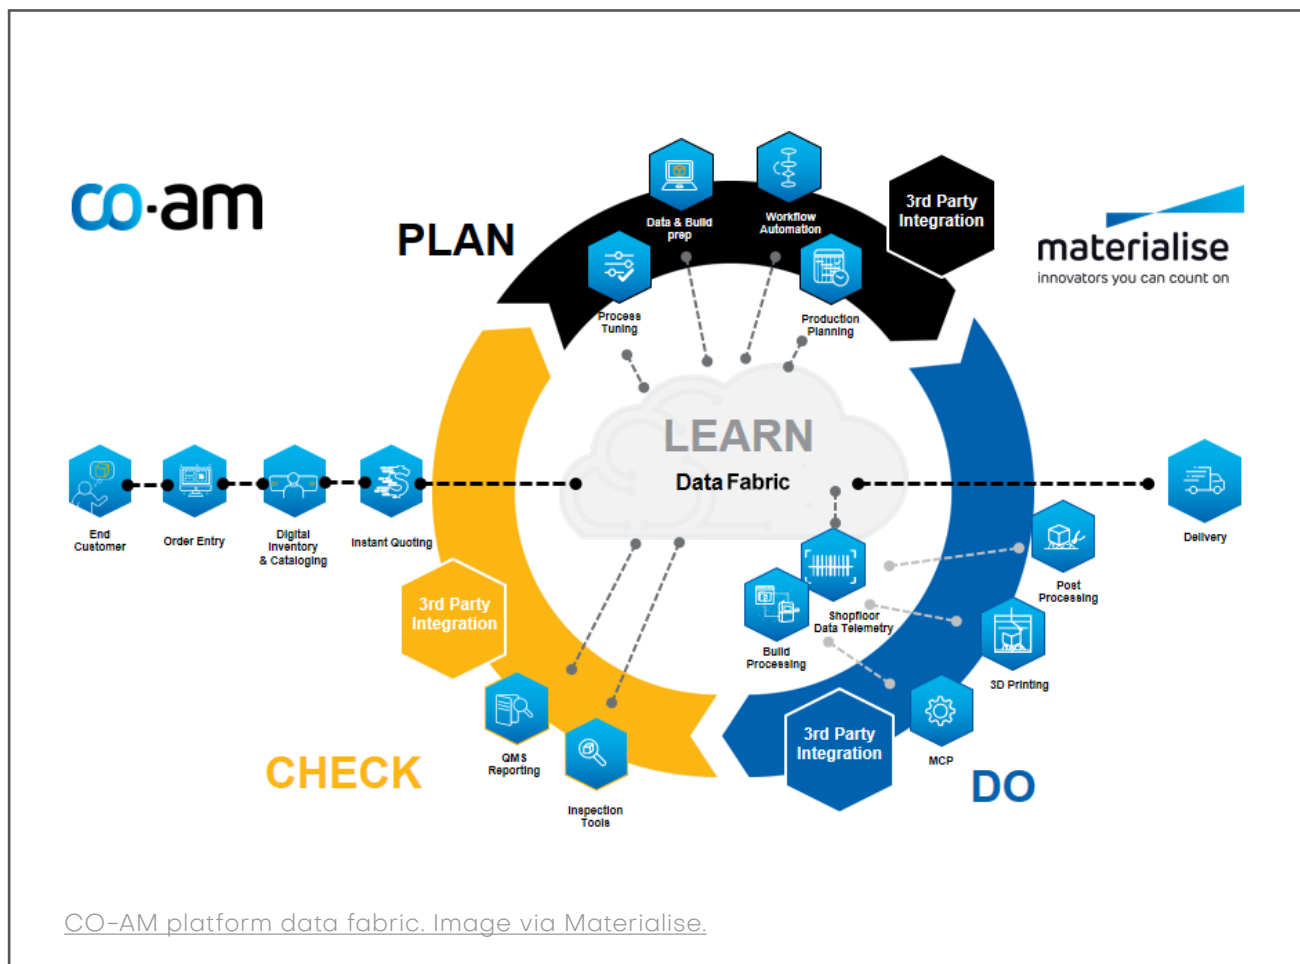 co-am
PLAN
Data & Build
prep
Workflow
Automation
3rd Party
Integration
materialise
innovators you can count on
Process
Tuning
Production
Planning
LEARN
Data Fabric
End
Customer
Order Entry
Digital
Inventory
& Cataloging
Instant Quoting
Delivery
3rd Party
Integration
Shopfloor
Data Telemetry
Build
Processing
Post
Processing
3D Printing
MCP
3rd Party
Integration
DO
CHECK
QMS
Reporting
Inspection
Tools
CO-AM platform data fabric. Image via Materialise.